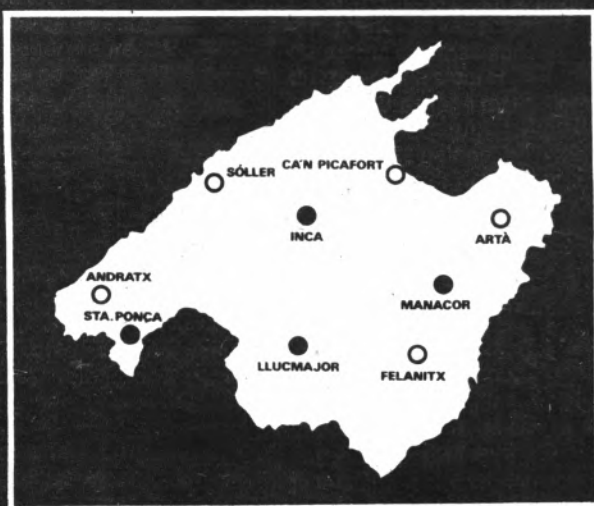 SÓLLER
CA'N PICAFORT
INCA
ARTÀ
ANDRATX
MANACOR
STA. PONÇA
LLUCMAJOR
FELANITX